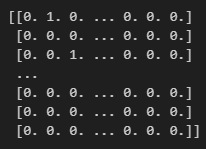 [[0. 1. 0. ... 0. 0. 0.]
[0. 0. 0. ... 0. 0. 0.]
[0. 0. 1. ... 0. 0. 0.]
...
[0. 0. 0. ... 0. 0. 0.]
[0. 0. 0. ... 0. 0. 0.]
[0. 0. 0. ... 0. 0. 0.]]